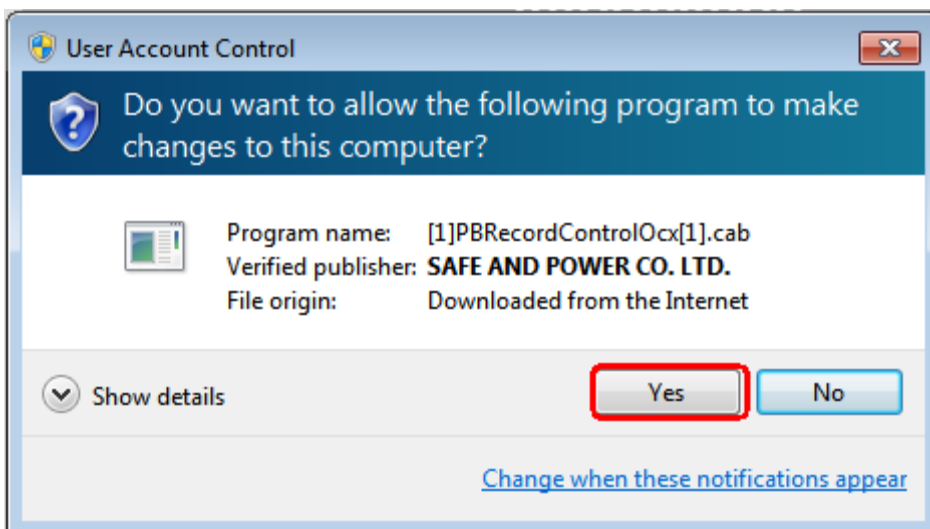 User Account Control
Do you want to allow the following program to make
changes to this computer?
Program name: [1]PBRecordControlOcx[1].cab
Verified publisher: SAFE AND POWER CO. LTD.
File origin: Downloaded from the Internet
Show details
Yes
No
Change when these notifications appear